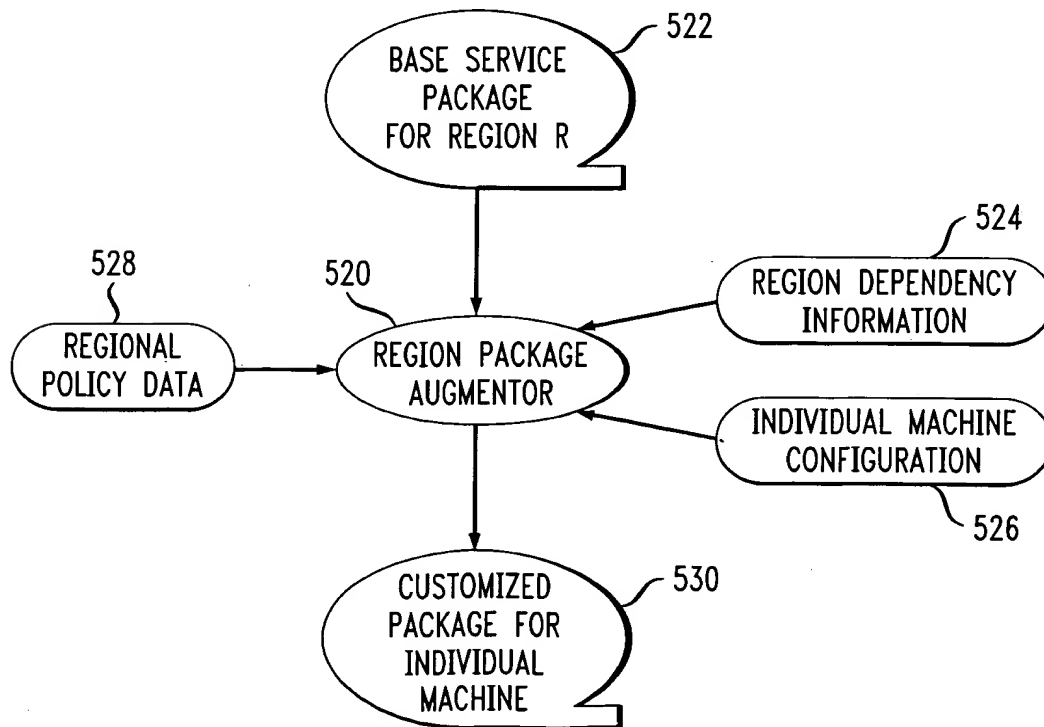 522
BASE SERVICE
PACKAGE
FOR REGION R
524
REGION DEPENDENCY
INFORMATION
528
REGIONAL
POLICY DATA
520
REGION PACKAGE
AUGMENTOR
INDIVIDUAL MACHINE
CONFIGURATION
526
530
CUSTOMIZED
PACKAGE FOR
INDIVIDUAL
MACHINE